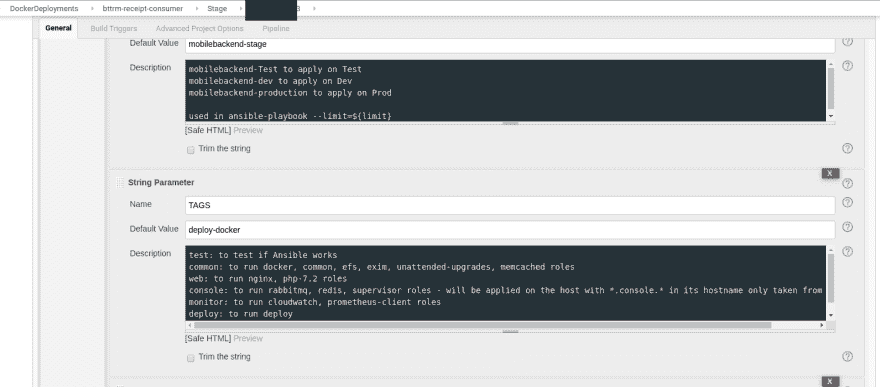 DockerDeployments › bttrm-receipt-consumer › Stage › 3 ›
General Build Triggers Advanced Project Options Pipeline
Default Value mobilebackend-stage
Description
mobilebackend-Test to apply on Test
mobilebackend-dev to apply on Dev
mobilebackend-production to apply on Prod
used in ansible-playbook --limit=${limit}
[Safe HTML] Preview
Trim the string
X
String Parameter
Name TAGS
Default Value deploy-docker
Description
test: to test if Ansible works
common: to run docker, common, efs, exim, unattended-upgrades, memcached roles
web: to run nginx, php-7.2 roles
console: to run rabbitmq, redis, supervisor roles - will be applied on the host with *.console.* in its hostname only taken from
monitor: to run cloudwatch, prometheus-client roles
deploy: to run deploy
[Safe HTML] Preview
Trim the string
X